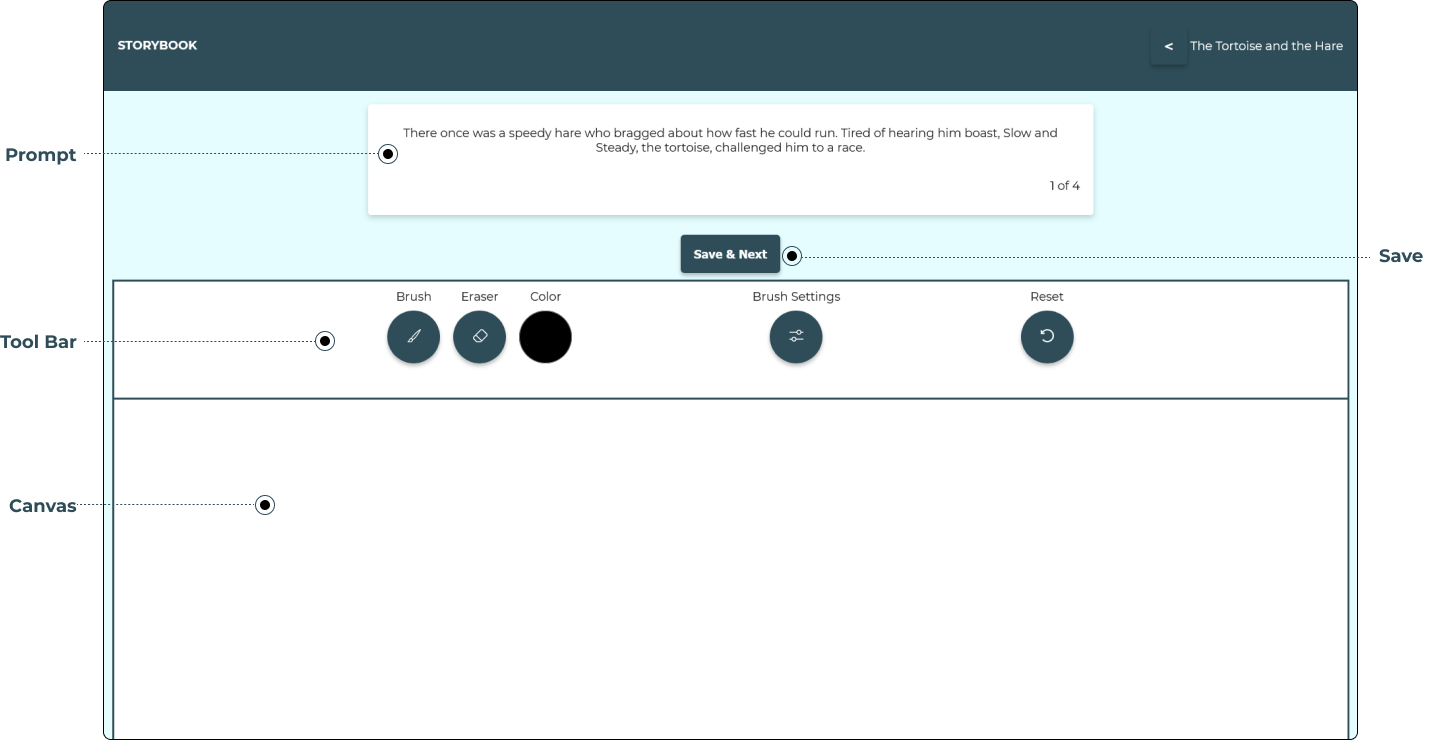 STORYBOOK
< The Tortoise and the Hare
There once was a speedy hare who bragged about how fast he could run. Tired of hearing him boast, Slow and
Steady, the tortoise, challenged him to a race.
Prompt
1 of 4
Save & Next
Save
Brush Eraser Color Brush Settings Reset
Tool Bar
Canvas